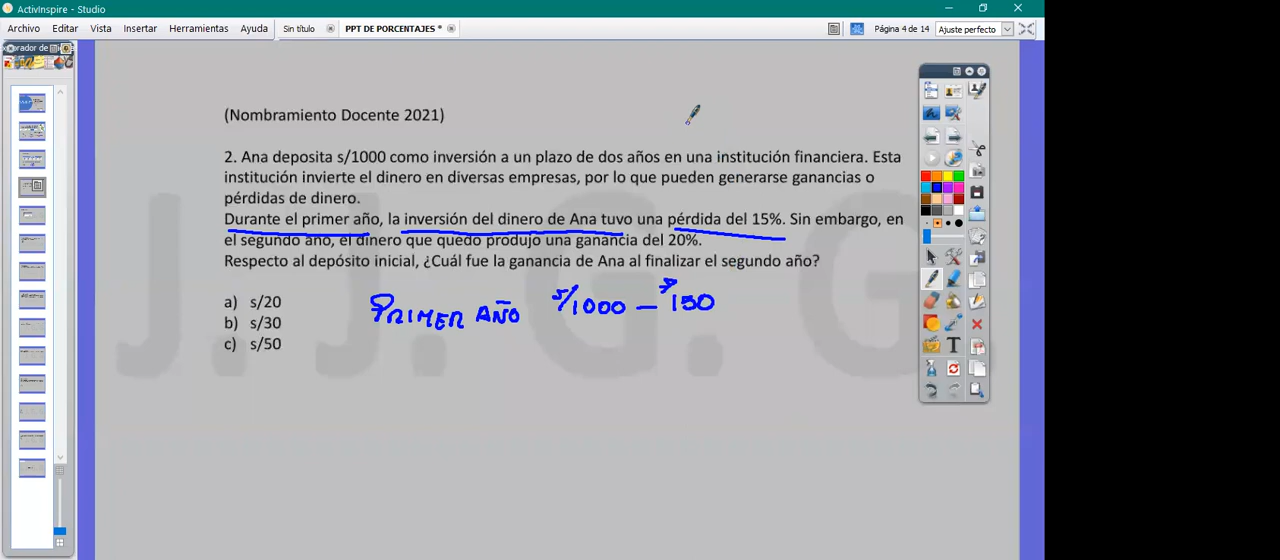 ActivInspire - Studio
Archivo Editar Vista Insertar Herramientas Ayuda Sin título PPT DE PORCENTAJES * Página 4 de 14 Ajuste perfecto
orador de
(Nombramiento Docente 2021)
2. Ana deposita s/1000 como inversión a un plazo de dos años en una institución financiera. Esta
institución invierte el dinero en diversas empresas, por lo que pueden generarse ganancias o
pérdidas de dinero.
Durante el primer año, la inversión del dinero de Ana tuvo una pérdida del 15%. Sin embargo, en
el segundo año, el dinero que quedo produjo una ganancia del 20%.
Respecto al depósito inicial, ¿Cuál fue la ganancia de Ana al finalizar el segundo año?
a) s/20
b) s/30
c) s/50
PRIMER AÑO s/1000 — 150
J. J. G. G.